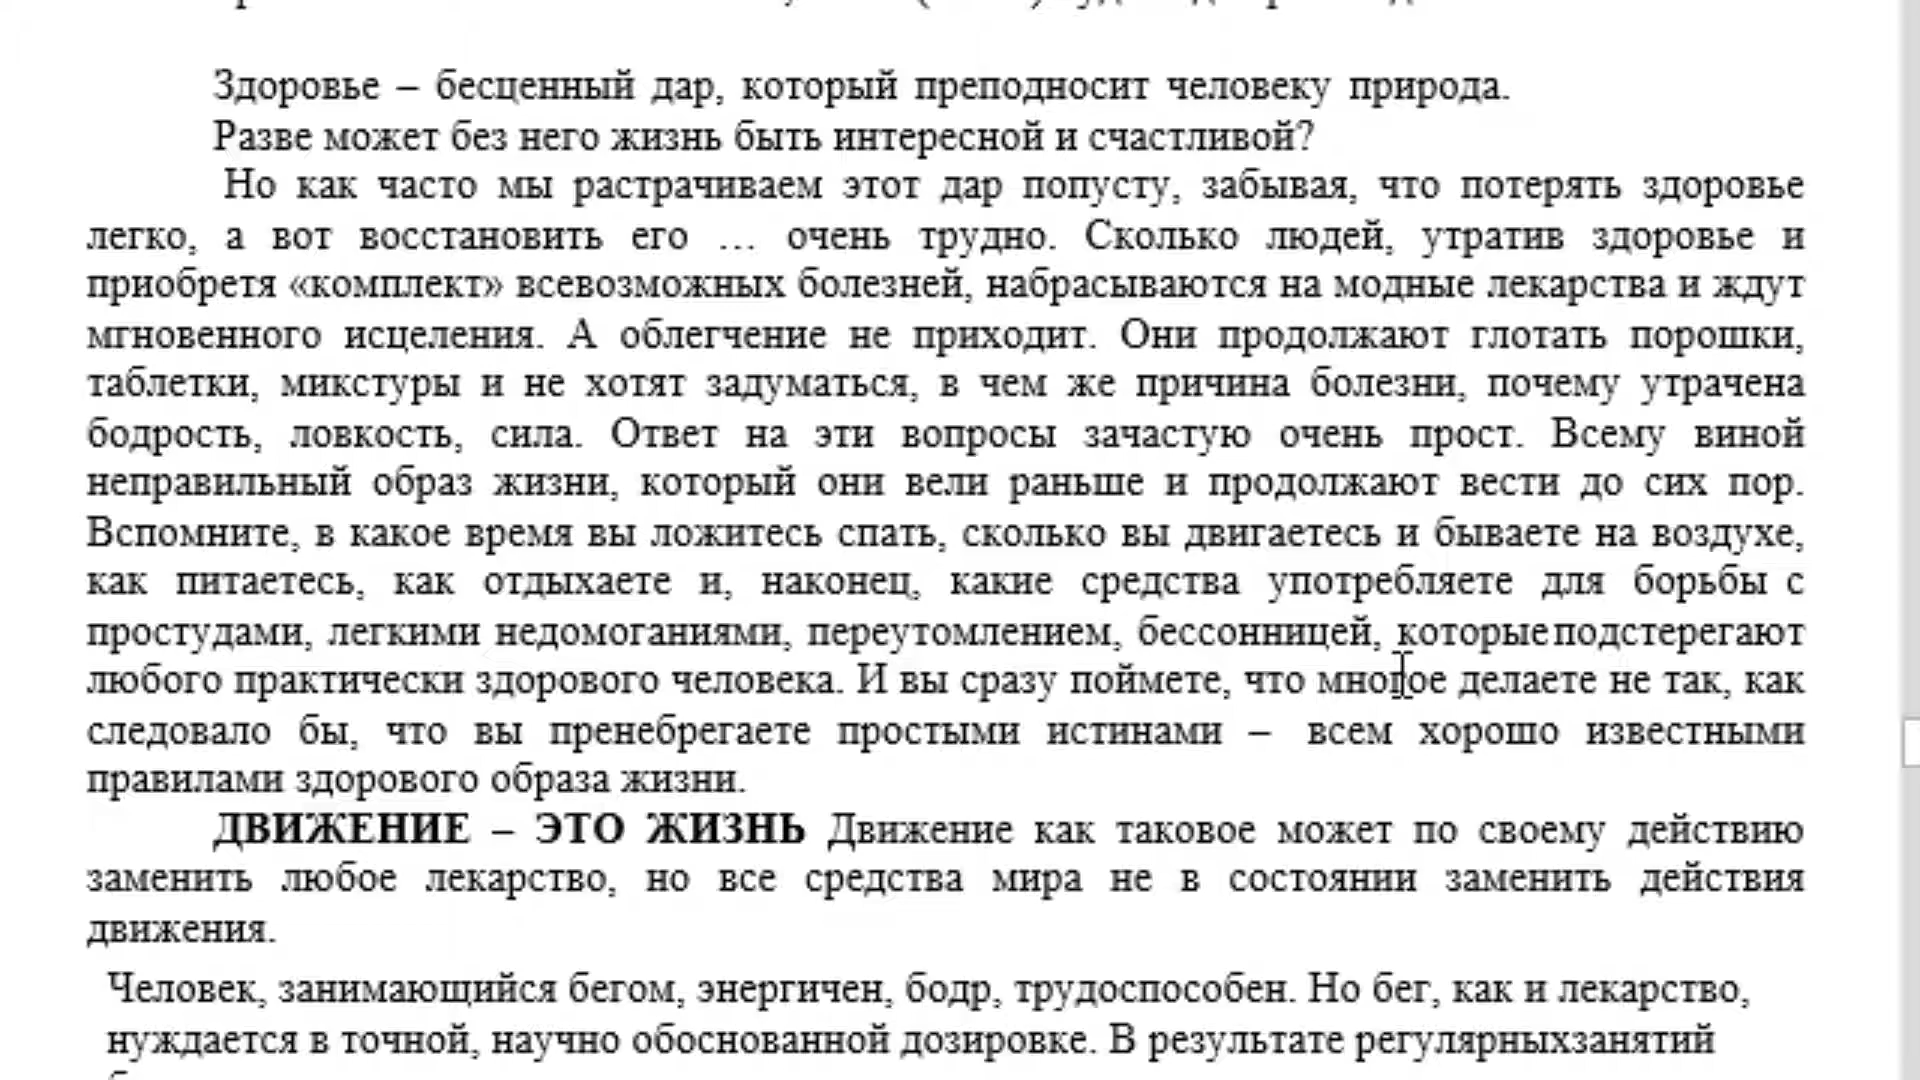 Здоровье – бесценный дар, который преподносит человеку природа.
Разве может без него жизнь быть интересной и счастливой?
Но как часто мы растрачиваем этот дар попусту, забывая, что потерять здоровье
легко, а вот восстановить его … очень трудно. Сколько людей, утратив здоровье и
приобретя «комплект» всевозможных болезней, набрасываются на модные лекарства и ждут
мгновенного исцеления. А облегчение не приходит. Они продолжают глотать порошки,
таблетки, микстуры и не хотят задуматься, в чем же причина болезни, почему утрачена
бодрость, ловкость, сила. Ответ на эти вопросы зачастую очень прост. Всему виной
неправильный образ жизни, который они вели раньше и продолжают вести до сих пор.
Вспомните, в какое время вы ложитесь спать, сколько вы двигаетесь и бываете на воздухе,
как питаетесь, как отдыхаете и, наконец, какие средства употребляете для борьбы с
простудами, легкими недомоганиями, переутомлением, бессонницей, которыеподстерегают
любого практически здорового человека. И вы сразу поймете, что многое делаете не так, как
следовало бы, что вы пренебрегаете простыми истинами – всем хорошо известными
правилами здорового образа жизни.
ДВИЖЕНИЕ – ЭТО ЖИЗНЬ Движение как таковое может по своему действию
заменить любое лекарство, но все средства мира не в состоянии заменить действия
движения.
Человек, занимающийся бегом, энергичен, бодр, трудоспособен. Но бег, как и лекарство,
нуждается в точной, научно обоснованной дозировке. В результате регулярныхзанятий